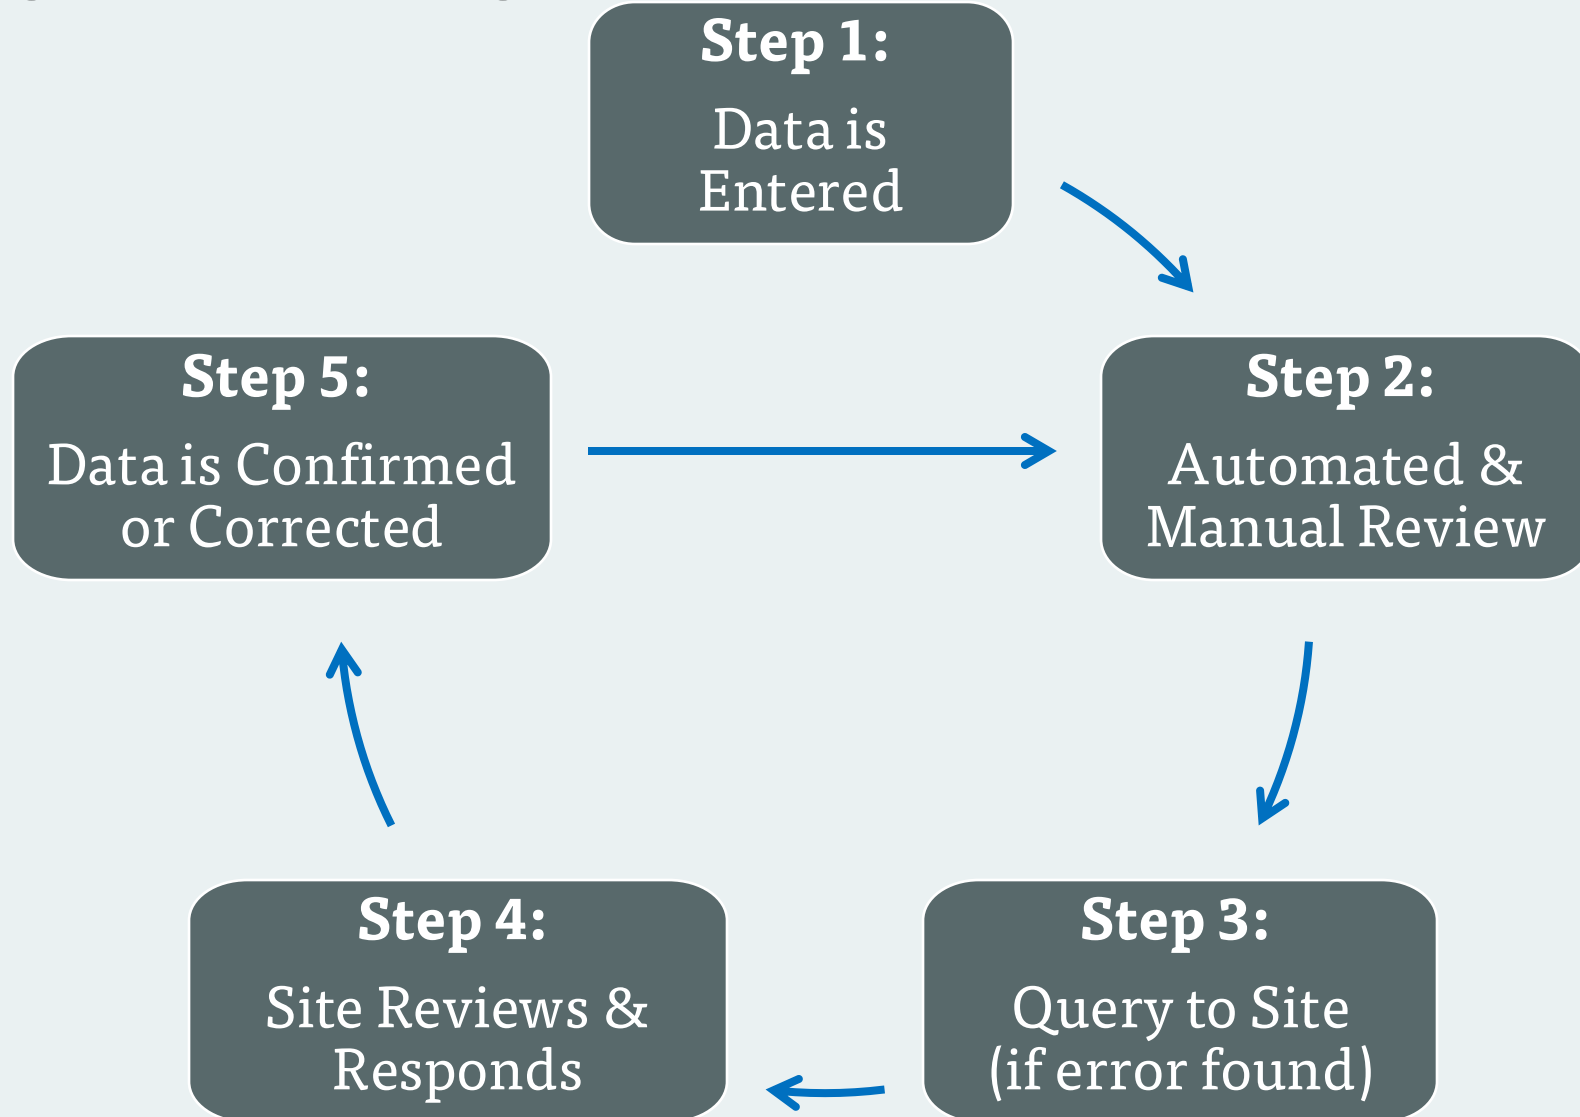 Step 1:
Data is
Entered
Step 2:
Automated &
Manual Review
Step 3:
Query to Site
(if error found)
Step 4:
Site Reviews &
Responds
Step 5:
Data is Confirmed
or Corrected